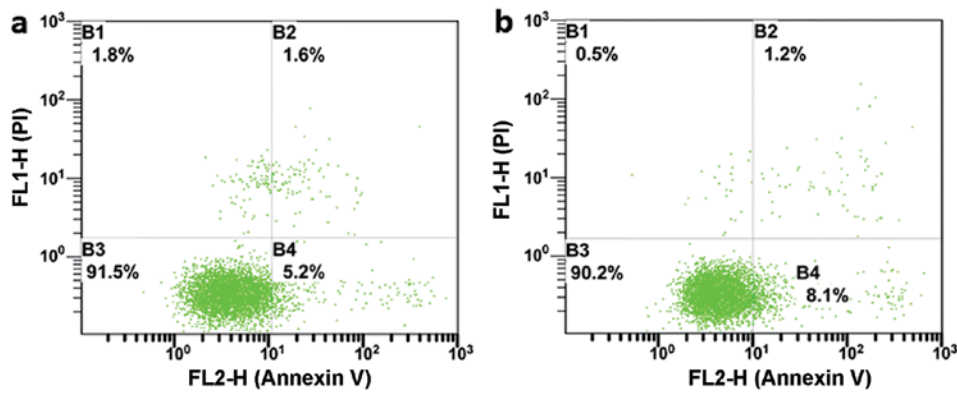 a
10³
B1
1.8%
B2
1.6%
10²
10¹
10⁰
B3
91.5%
B4
5.2%
10⁰ 10¹ 10² 10³
FL1-H (PI)
FL2-H (Annexin V)
b
10³
B1
0.5%
B2
1.2%
10²
10¹
10⁰
B3
90.2%
B4
8.1%
10⁰ 10¹ 10² 10³
FL1-H (PI)
FL2-H (Annexin V)